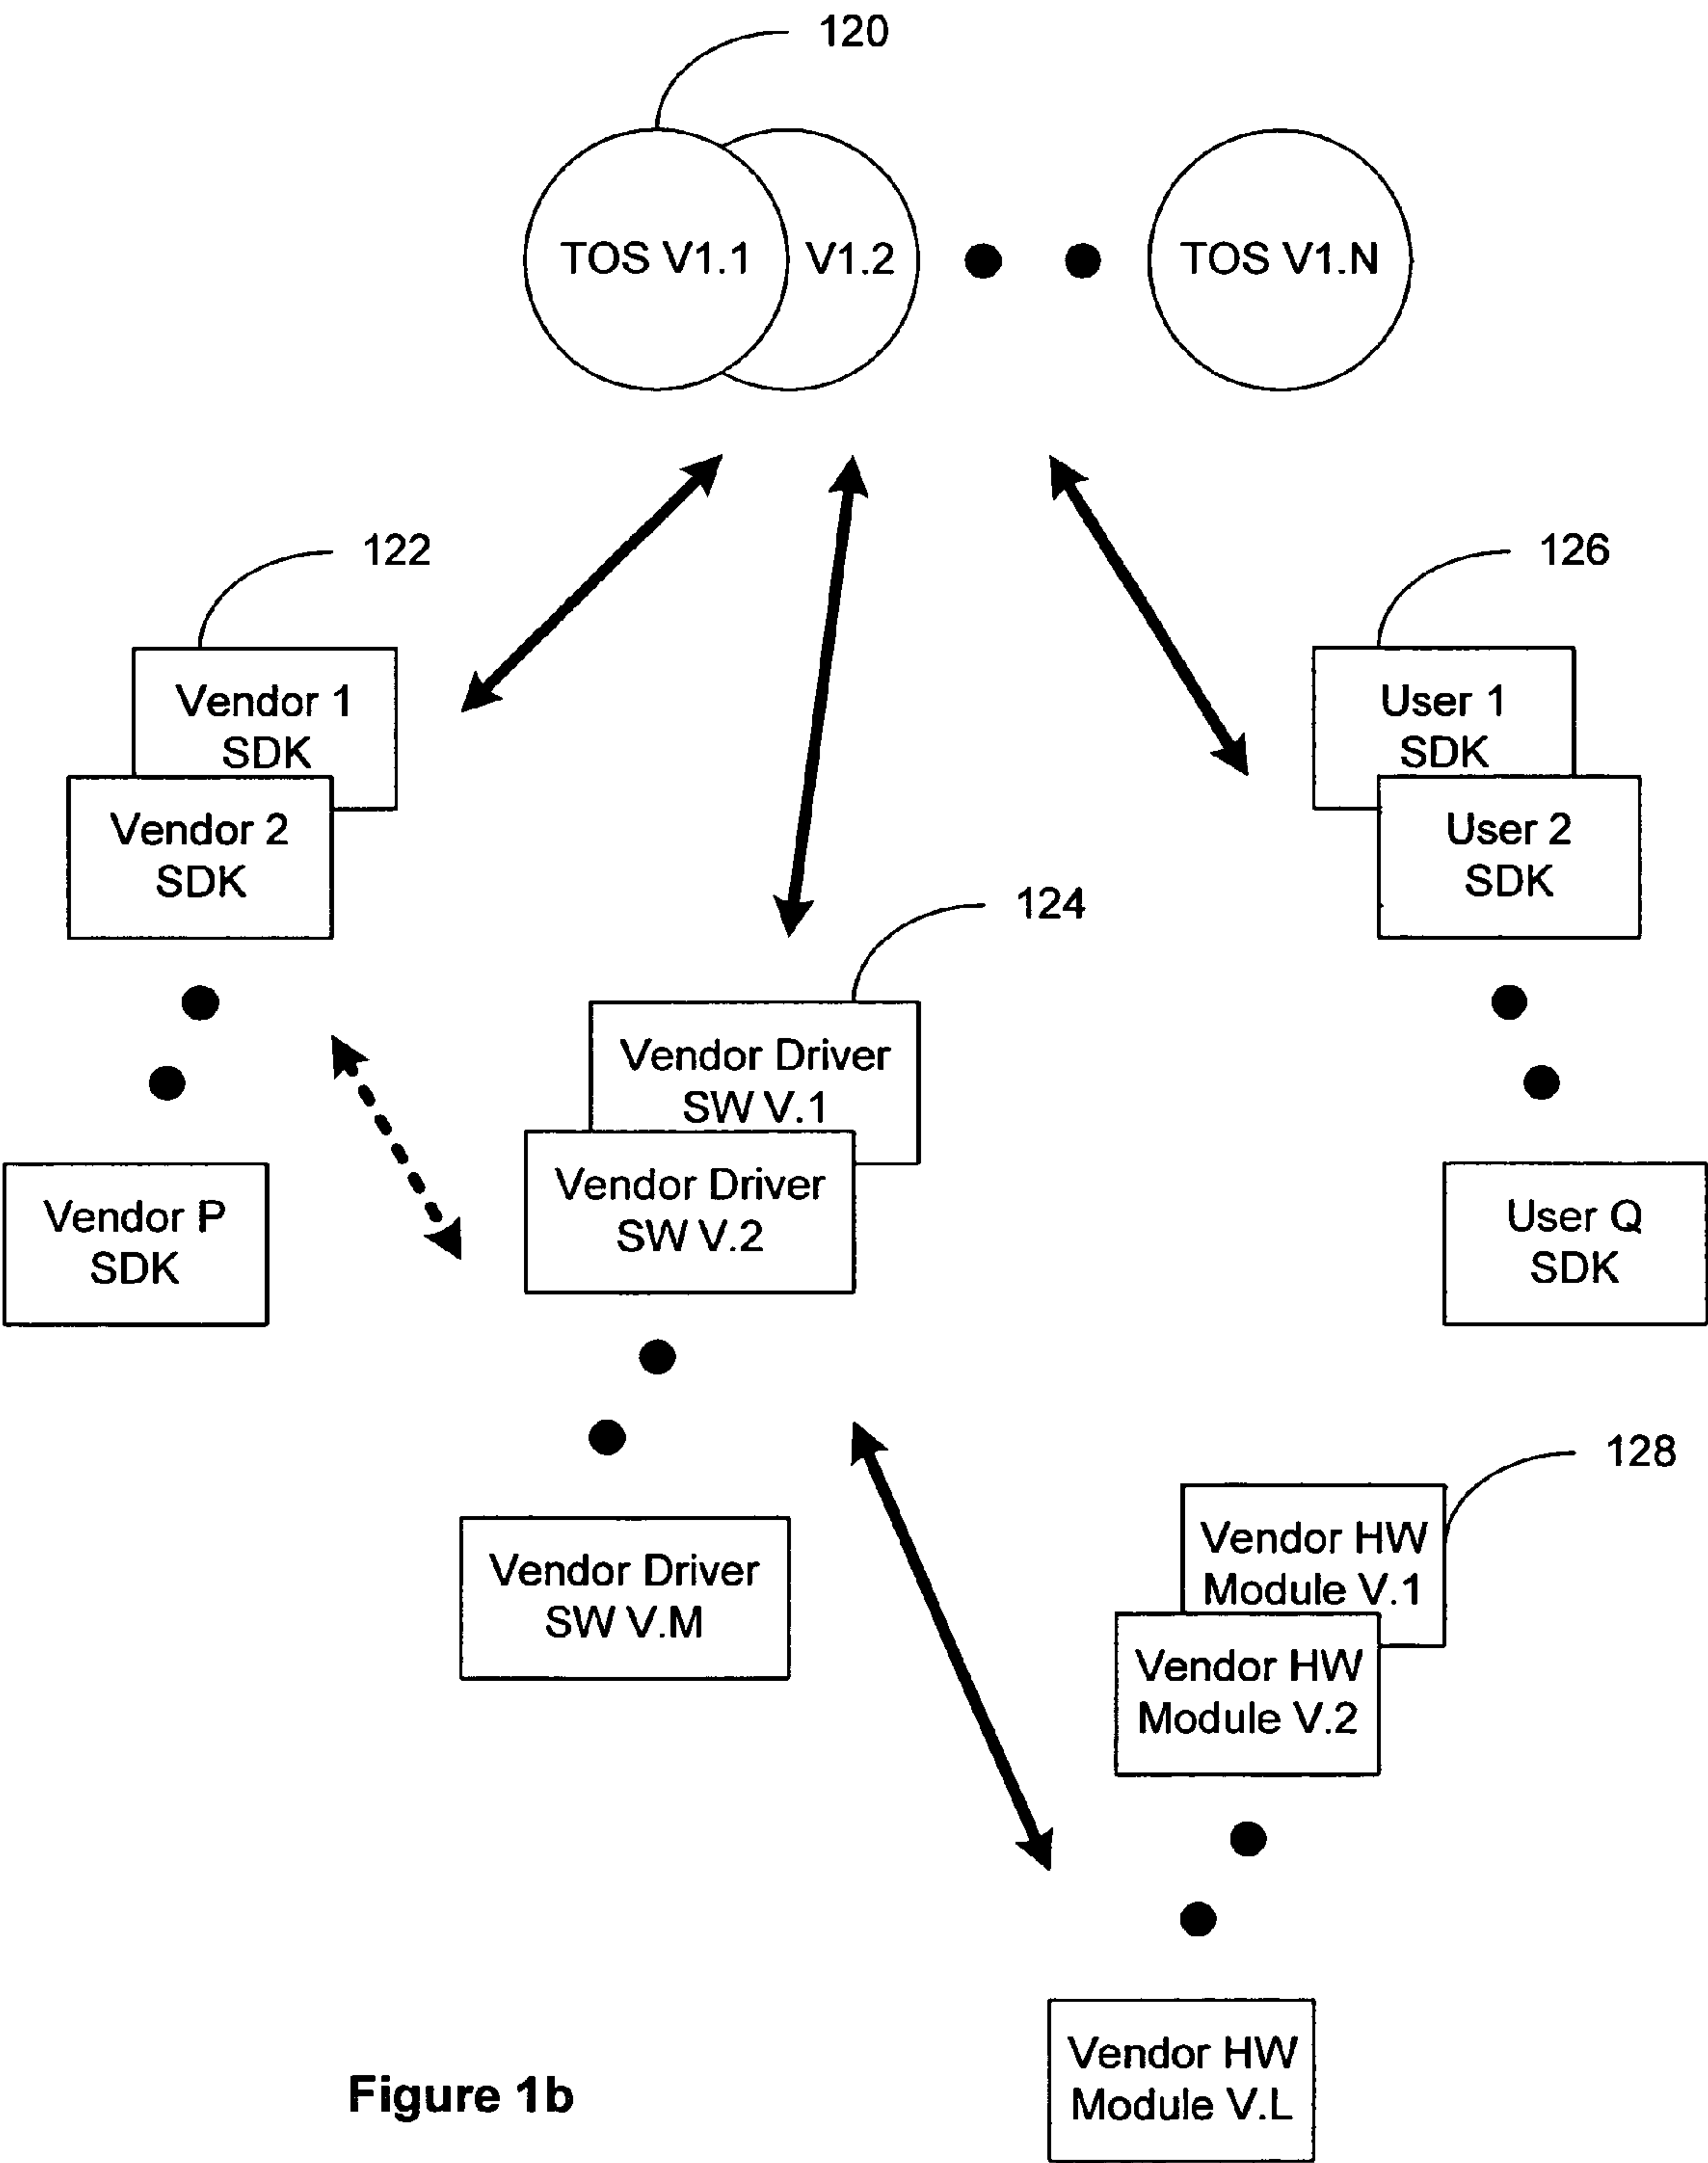 120
TOS V1.1
V1.2
TOS V1.N
122
126
Vendor 1
SDK
User 1
SDK
Vendor 2
SDK
User 2
SDK
124
Vendor Driver
SW V.1
Vendor Driver
SW V.2
Vendor P
SDK
User Q
SDK
128
Vendor HW
Module V.1
Vendor Driver
SW V.M
Vendor HW
Module V.2
Vendor HW
Module V.L
Figure 1b